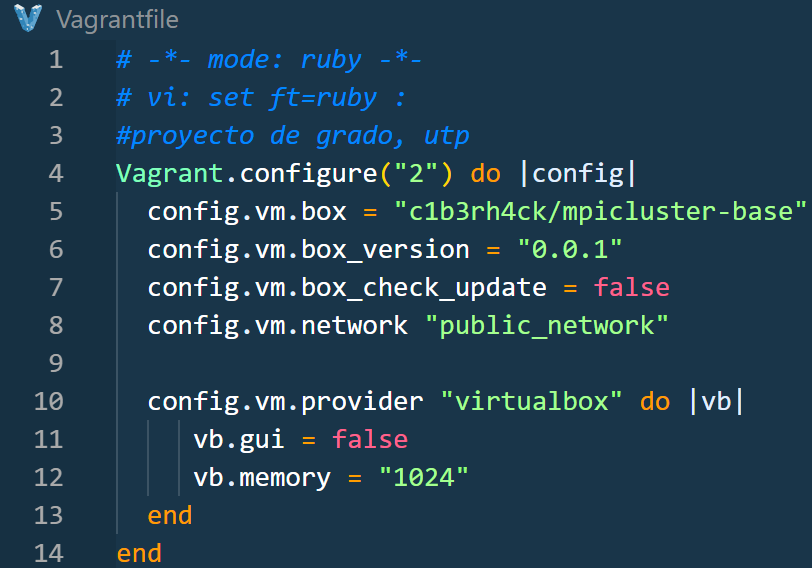 Vagrantfile
1 # -*- mode: ruby -*-
2 # vi: set ft=ruby :
3 #proyecto de grado, utp
4 Vagrant.configure("2") do |config|
5   config.vm.box = "c1b3rh4ck/mpicluster-base"
6   config.vm.box_version = "0.0.1"
7   config.vm.box_check_update = false
8   config.vm.network "public_network"
9
10   config.vm.provider "virtualbox" do |vb|
11      vb.gui = false
12      vb.memory = "1024"
13   end
14 end